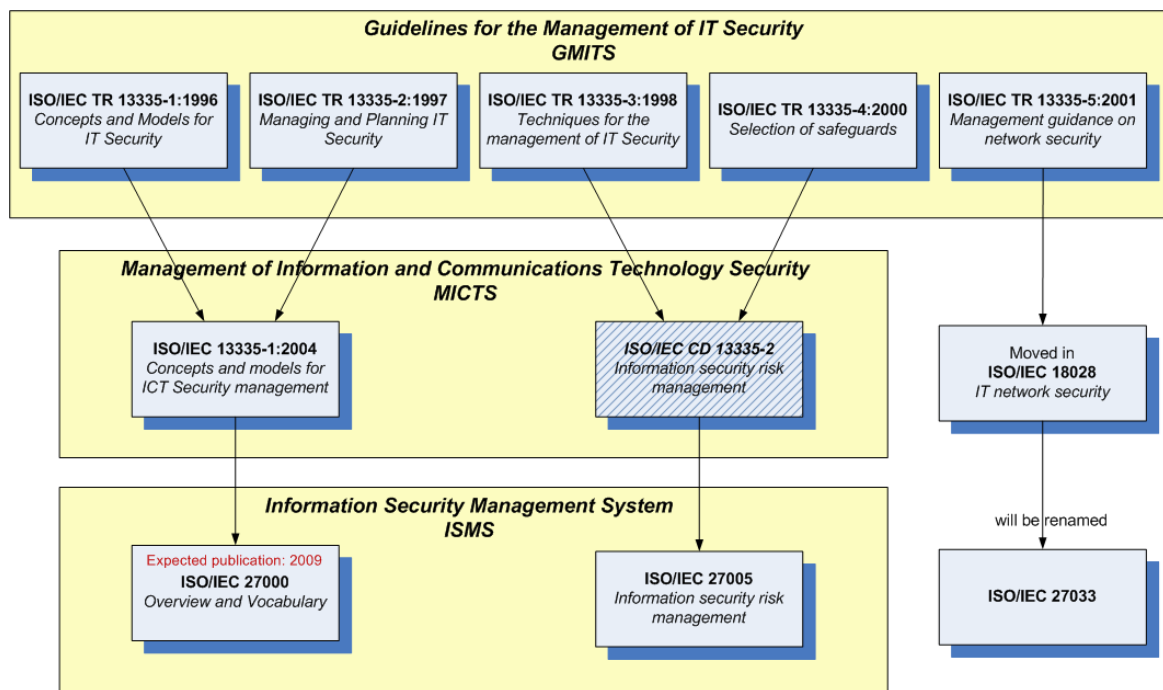 Guidelines for the Management of IT Security
GMITS
ISO/IEC TR 13335-1:1996
Concepts and Models for
IT Security
ISO/IEC TR 13335-2:1997
Managing and Planning IT
Security
ISO/IEC TR 13335-3:1998
Techniques for the
management of IT Security
ISO/IEC TR 13335-4:2000
Selection of safeguards
ISO/IEC TR 13335-5:2001
Management guidance on
network security
Management of Information and Communications Technology Security
MICTS
ISO/IEC 13335-1:2004
Concepts and models for
ICT Security management
ISO/IEC CD 13335-2
Information security risk
management
Moved in
ISO/IEC 18028
IT network security
Information Security Management System
ISMS
Expected publication: 2009
ISO/IEC 27000
Overview and Vocabulary
ISO/IEC 27005
Information security risk
management
will be renamed
ISO/IEC 27033